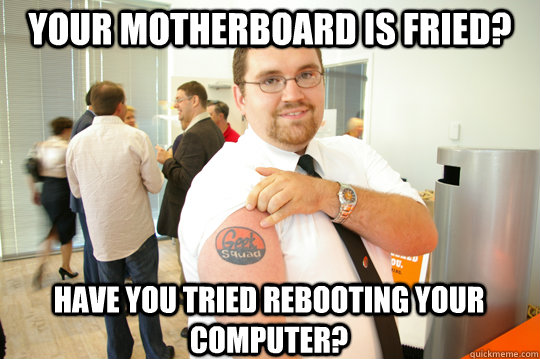 YOUR MOTHERBOARD IS FRIED?
Geek
Squad
HAVE YOU TRIED REBOOTING YOUR
COMPUTER?
quickmeme.com